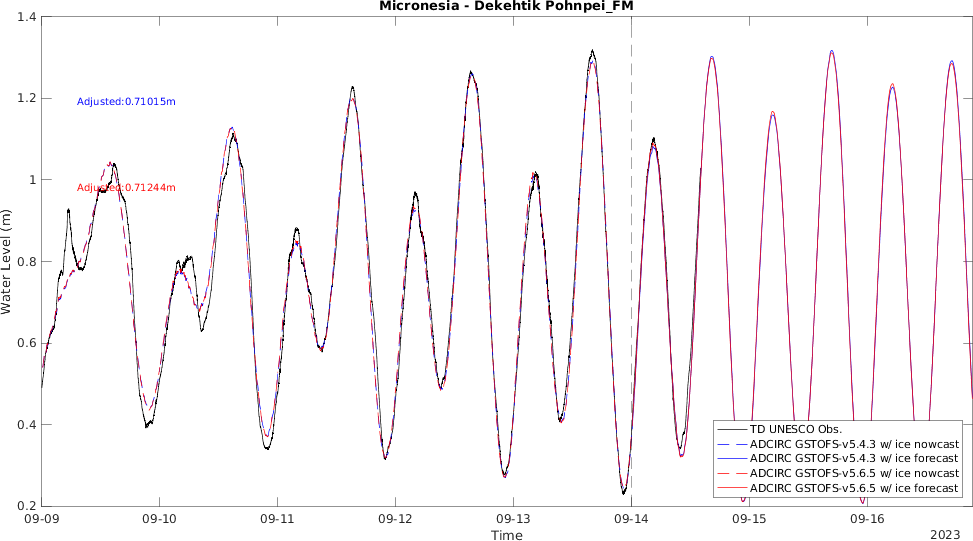 Micronesia - Dekehtik Pohnpei_FM
1.4
1.2
1
0.8
0.6
0.4
0.2
Water Level (m)
Adjusted:0.71015m
Adjusted:0.71244m
TD UNESCO Obs.
ADCIRC GSTOFS-v5.4.3 w/ ice nowcast
ADCIRC GSTOFS-v5.4.3 w/ ice forecast
ADCIRC GSTOFS-v5.6.5 w/ ice nowcast
ADCIRC GSTOFS-v5.6.5 w/ ice forecast
09-09 09-10 09-11 09-12 09-13 09-14 09-15 09-16
Time
2023